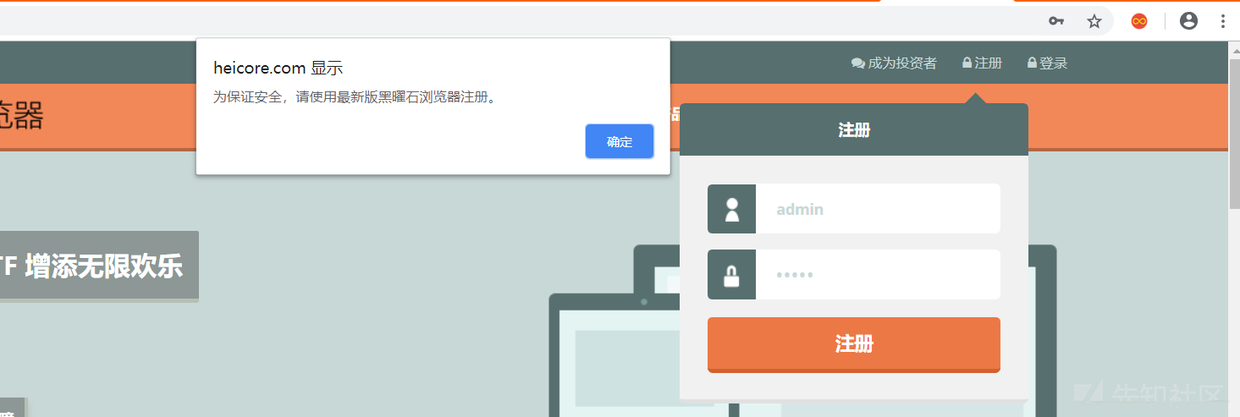 成为投资者 注册 登录
heicore.com 显示
为保证安全，请使用最新版黑曜石浏览器注册。
确定
览器
品
注册
admin
•••••
注册
TF 增添无限欢乐
先知社区